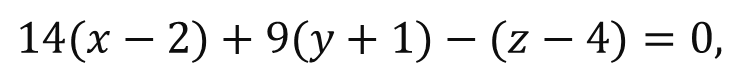 14(x − 2) + 9(y + 1) − (z − 4) = 0,